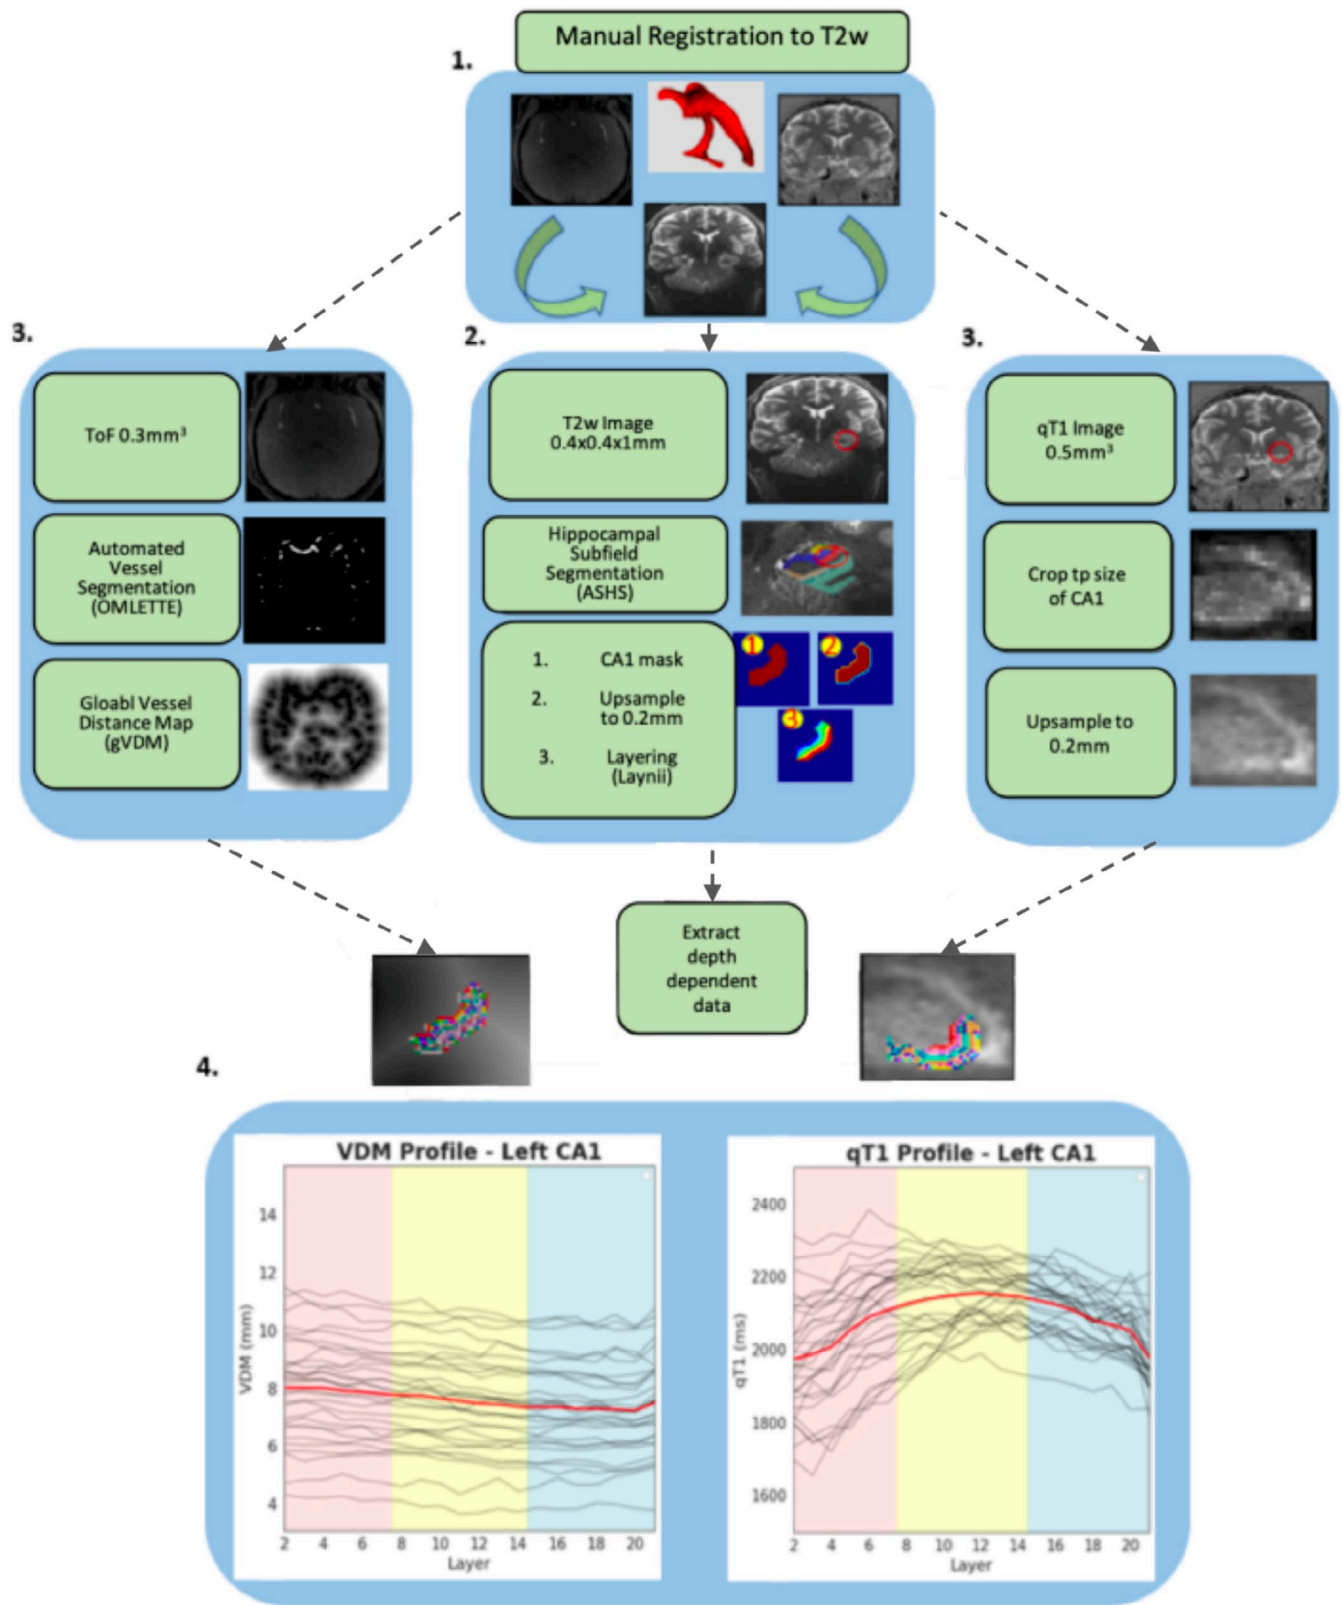 Manual Registration to T2w
1.
3.
ToF 0.3mm³
Automated
Vessel
Segmentation
(OMLETTE)
Gloabl Vessel
Distance Map
(gVDM)
2.
T2w Image
0.4x0.4x1mm
Hippocampal
Subfield
Segmentation
(ASHS)
1. CA1 mask
2. Upsample
to 0.2mm
3. Layering
(Laynii)
1
2
3
3.
qT1 Image
0.5mm³
Crop tp size
of CA1
Upsample to
0.2mm
Extract
depth
dependent
data
4.
VDM Profile - Left CA1
VDM (mm)
14
12
10
8
6
4
2 4 6 8 10 12 14 16 18 20
Layer
qT1 Profile - Left CA1
qT1 (ms)
2400
2200
2000
1800
1600
2 4 6 8 10 12 14 16 18 20
Layer